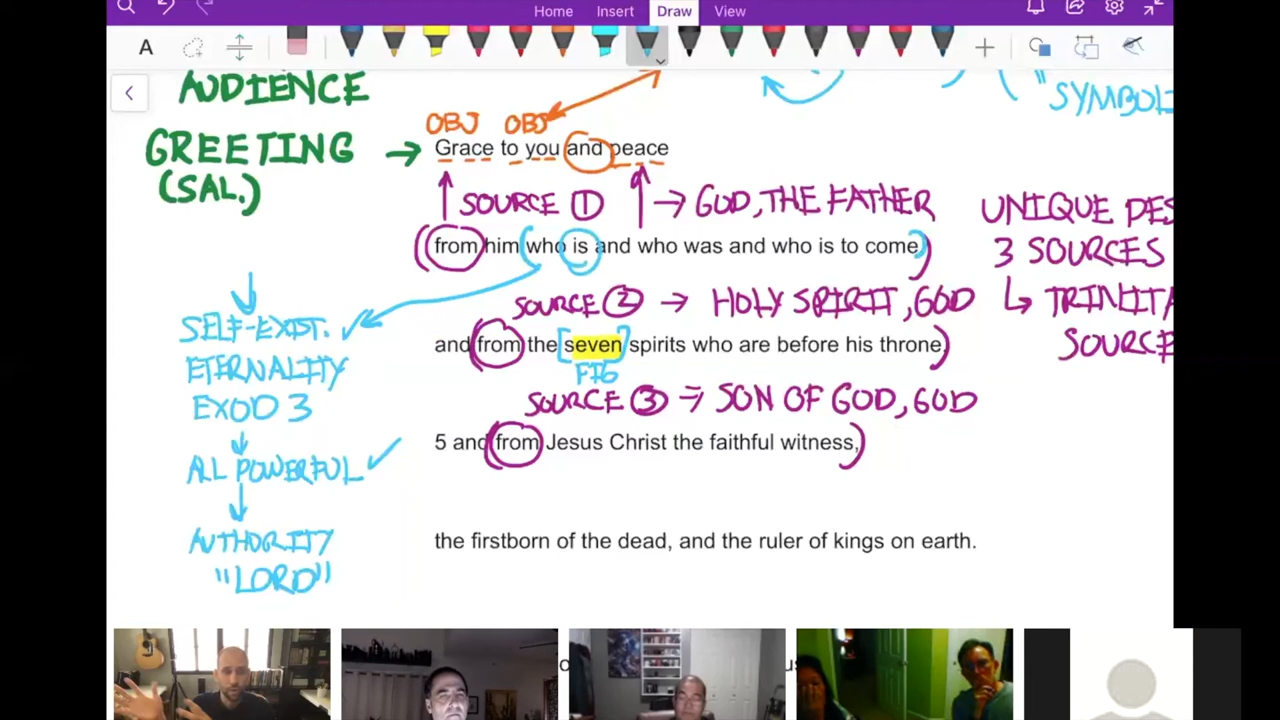 Home Insert Draw View
A
AUDIENCE
"SYMBOL
OBJ OBJ
GREETING → Grace to you and peace
(SAL.)
SOURCE ① → GOD, THE FATHER
UNIQUE DES
(from him (who is and who was and who is to come,))
3 SOURCES
SOURCE ② → HOLY SPIRIT, GOD
↳ TRINITA
SELF-EXIST. ✓
and (from the [seven] spirits who are before his throne,)
SOURCE
ETERNALITY
FIG
EXOD 3
SOURCE ③ → SON OF GOD, GOD
5 and (from Jesus Christ the faithful witness,)
ALL POWERFUL ✓
AUTHORITY
the firstborn of the dead, and the ruler of kings on earth.
"LORD"